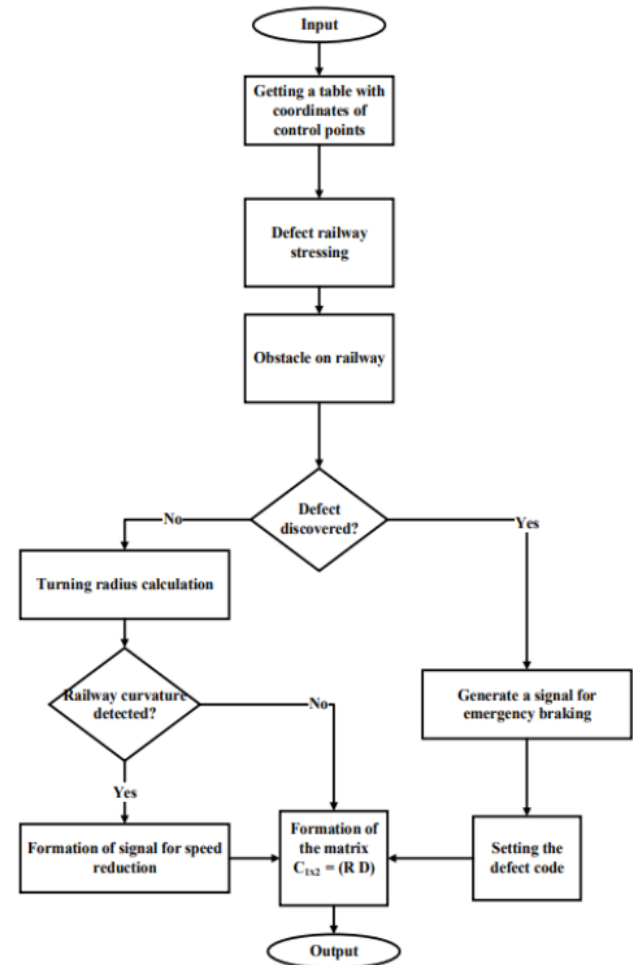 Input
Getting a table with
coordinates of
control points
Defect railway
stressing
Obstacle on railway
Defect
discovered?
No
Yes
Turning radius calculation
Railway curvature
detected?
No
Generate a signal for
emergency braking
Yes
Formation of signal for speed
reduction
Formation of
the matrix
C₁ₓ₂ = (R D)
Setting the
defect code
Output